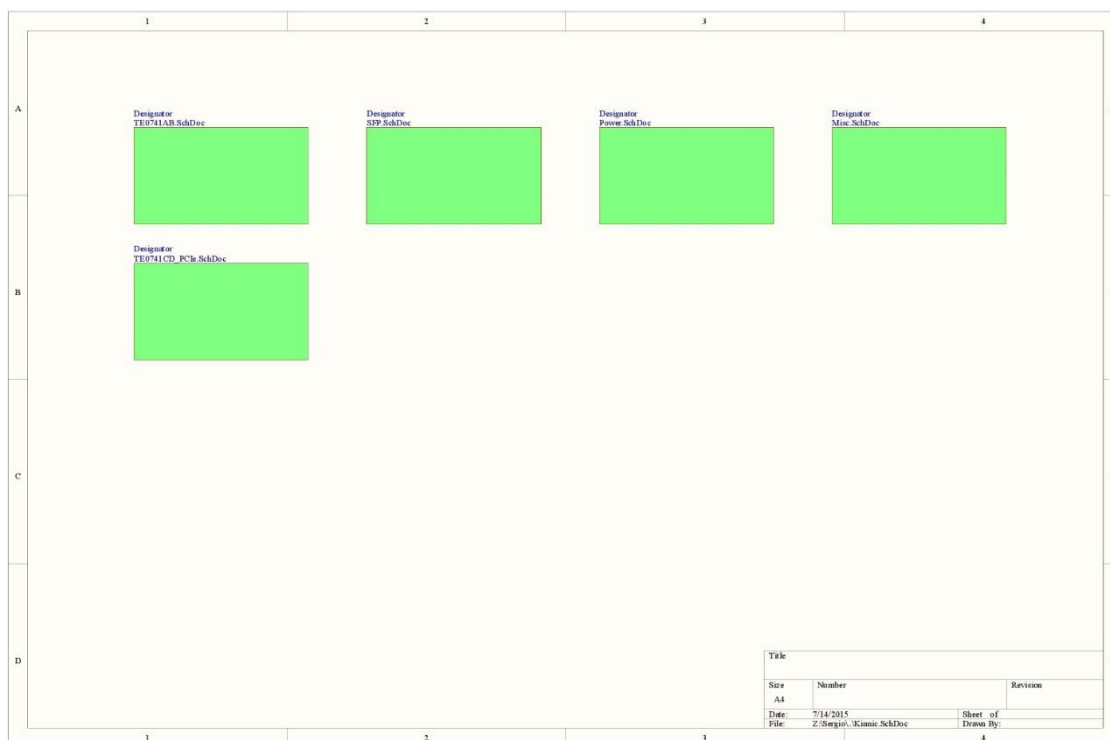 1 2 3 4
A
Designator Designator Designator Designator
TE0741AB.SchDoc SFP.SchDoc Power.SchDoc Misc.SchDoc
Designator
TE0741CD_PCIe.SchDoc
B
C
D
Title
Size Number Revision
A4
Date: 7/14/2015 Sheet of
File: Z:\Sergio\..\Kinnic.SchDoc Drawn By:
1 2 3 4